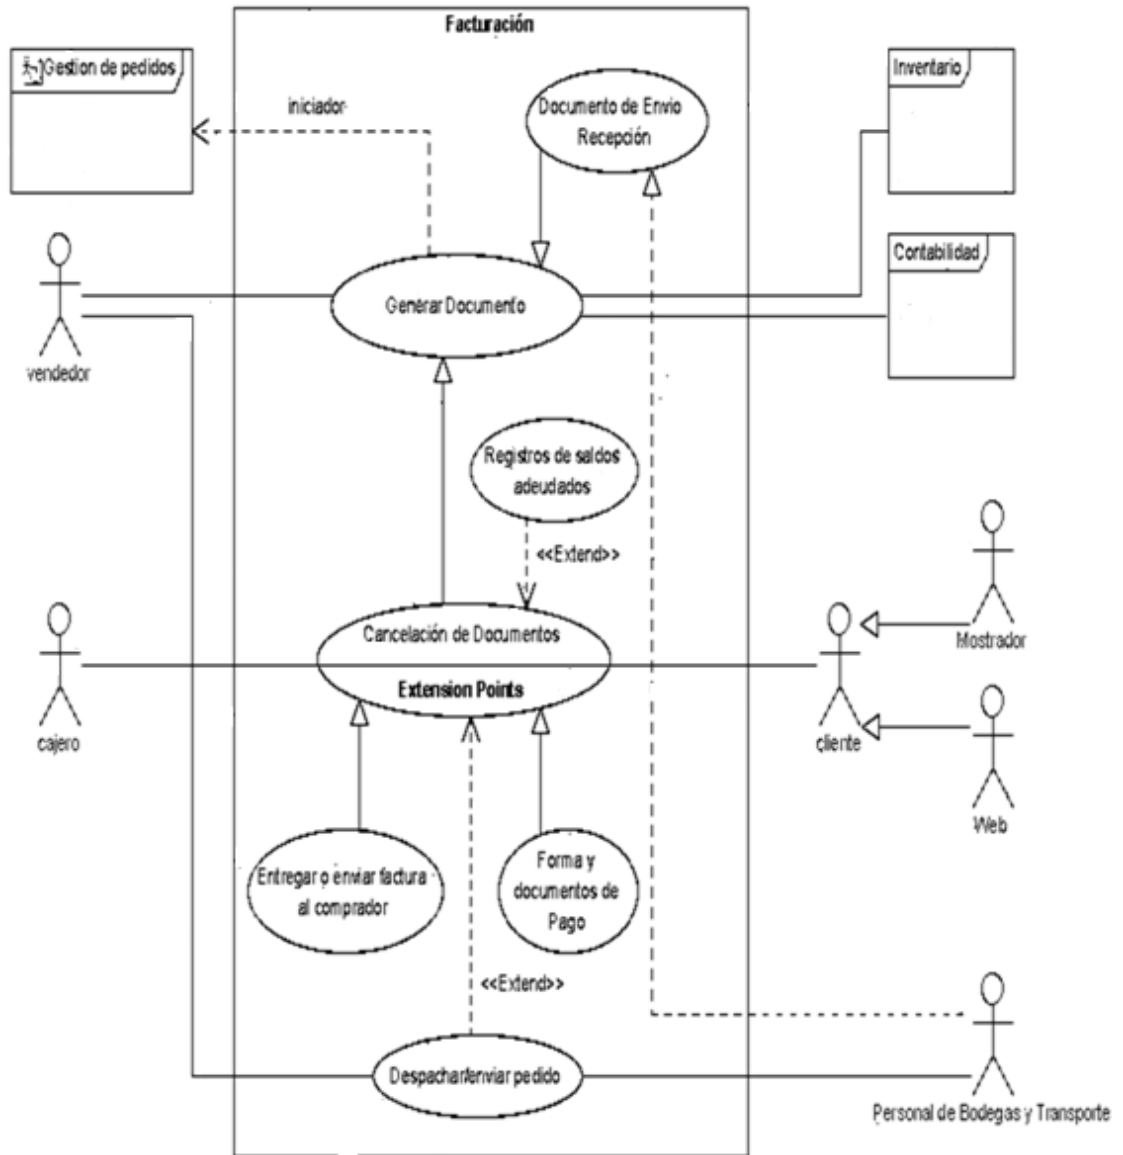 Facturación
Gestion de pedidos
Inventario
iniciador
Documento de Envio
Recepción
Contabilidad
Generar Documento
vendedor
Registros de saldos
adeudados
<<Extend>>
Cancelación de Documentos
Extension Points
Mostrador
cajero
cliente
Web
Entregar o enviar factura
al comprador
Forma y
documentos de
Pago
<<Extend>>
Despachar/enviar pedido
Personal de Bodegas y Transporte